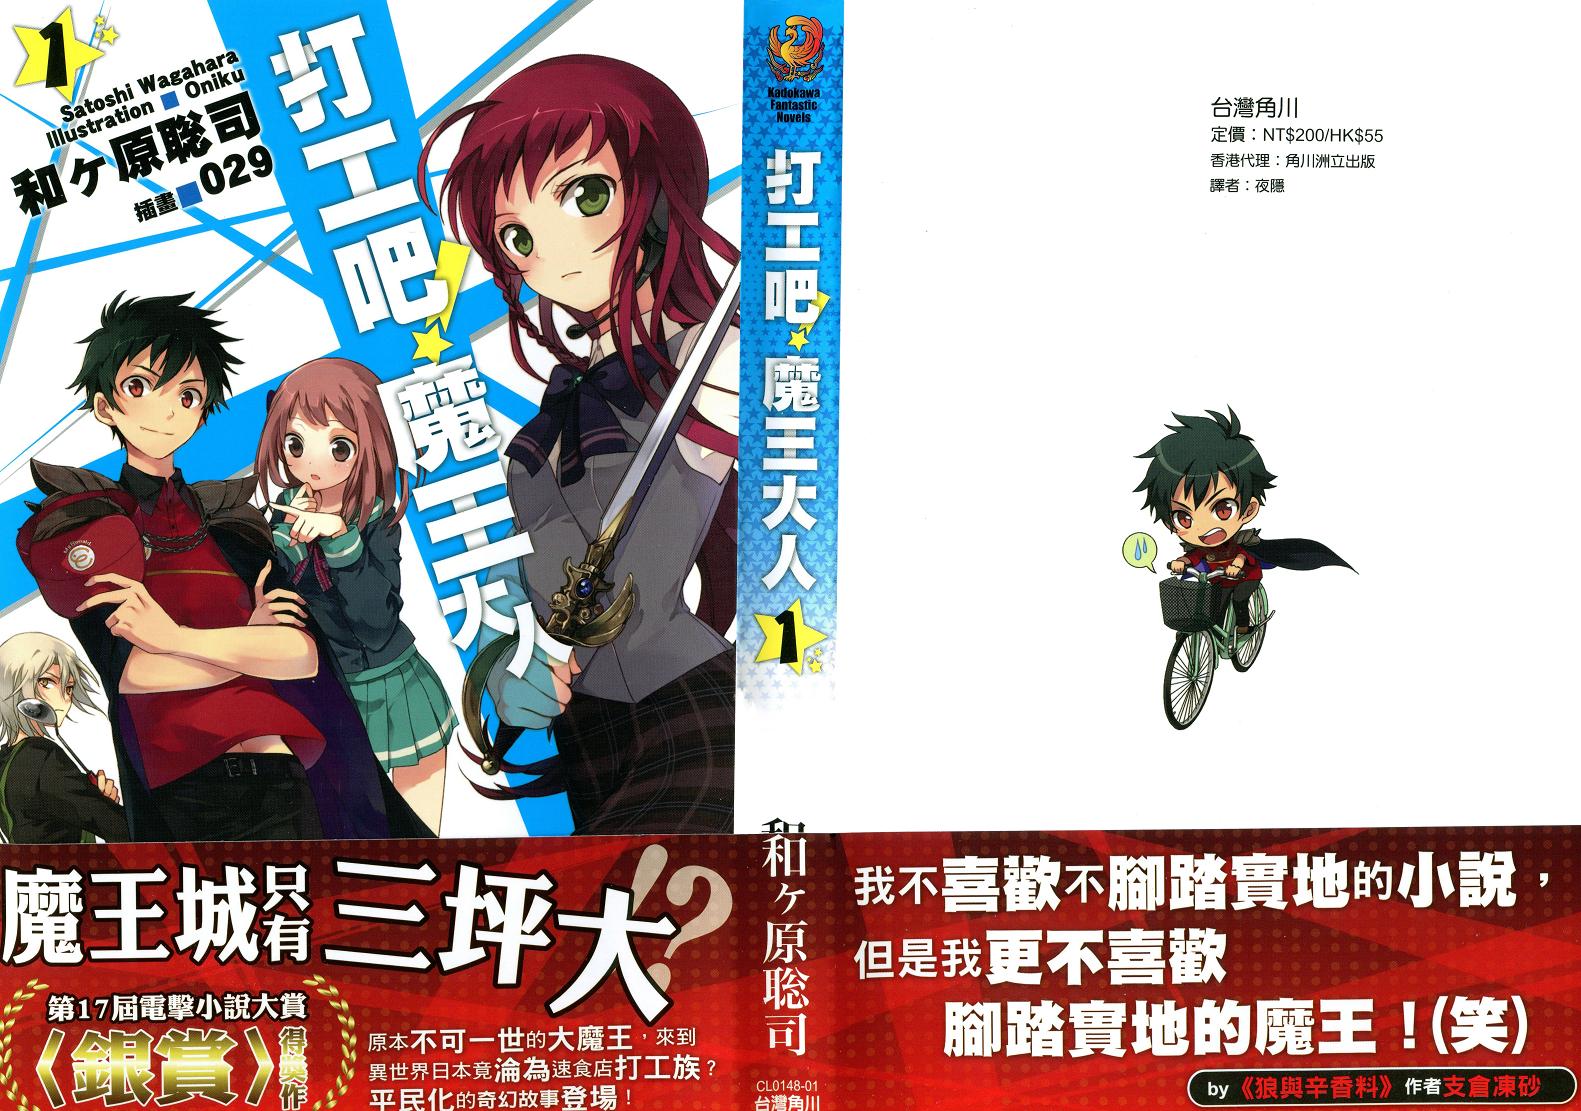 1
Satoshi Wagahara
Illustration ■ Oniku
和ヶ原聡司
插畫■029
打工吧!
魔王大人
魔王城只有三坪大!?
第17屆電擊小說大賞
〈銀賞〉得獎作
原本不可一世的大魔王，來到
異世界日本竟淪為速食店打工族？
平民化的奇幻故事登場！
Kadokawa
Fantastic
Novels
打工吧!魔王大人
1
和ヶ原聡司
CL0148-01
台灣角川
台灣角川
定價：NT$200/HK$55
香港代理：角川洲立出版
譯者：夜隱
我不喜歡不腳踏實地的小說，
但是我更不喜歡
腳踏實地的魔王！(笑)
by《狼與辛香料》作者支倉凍砂